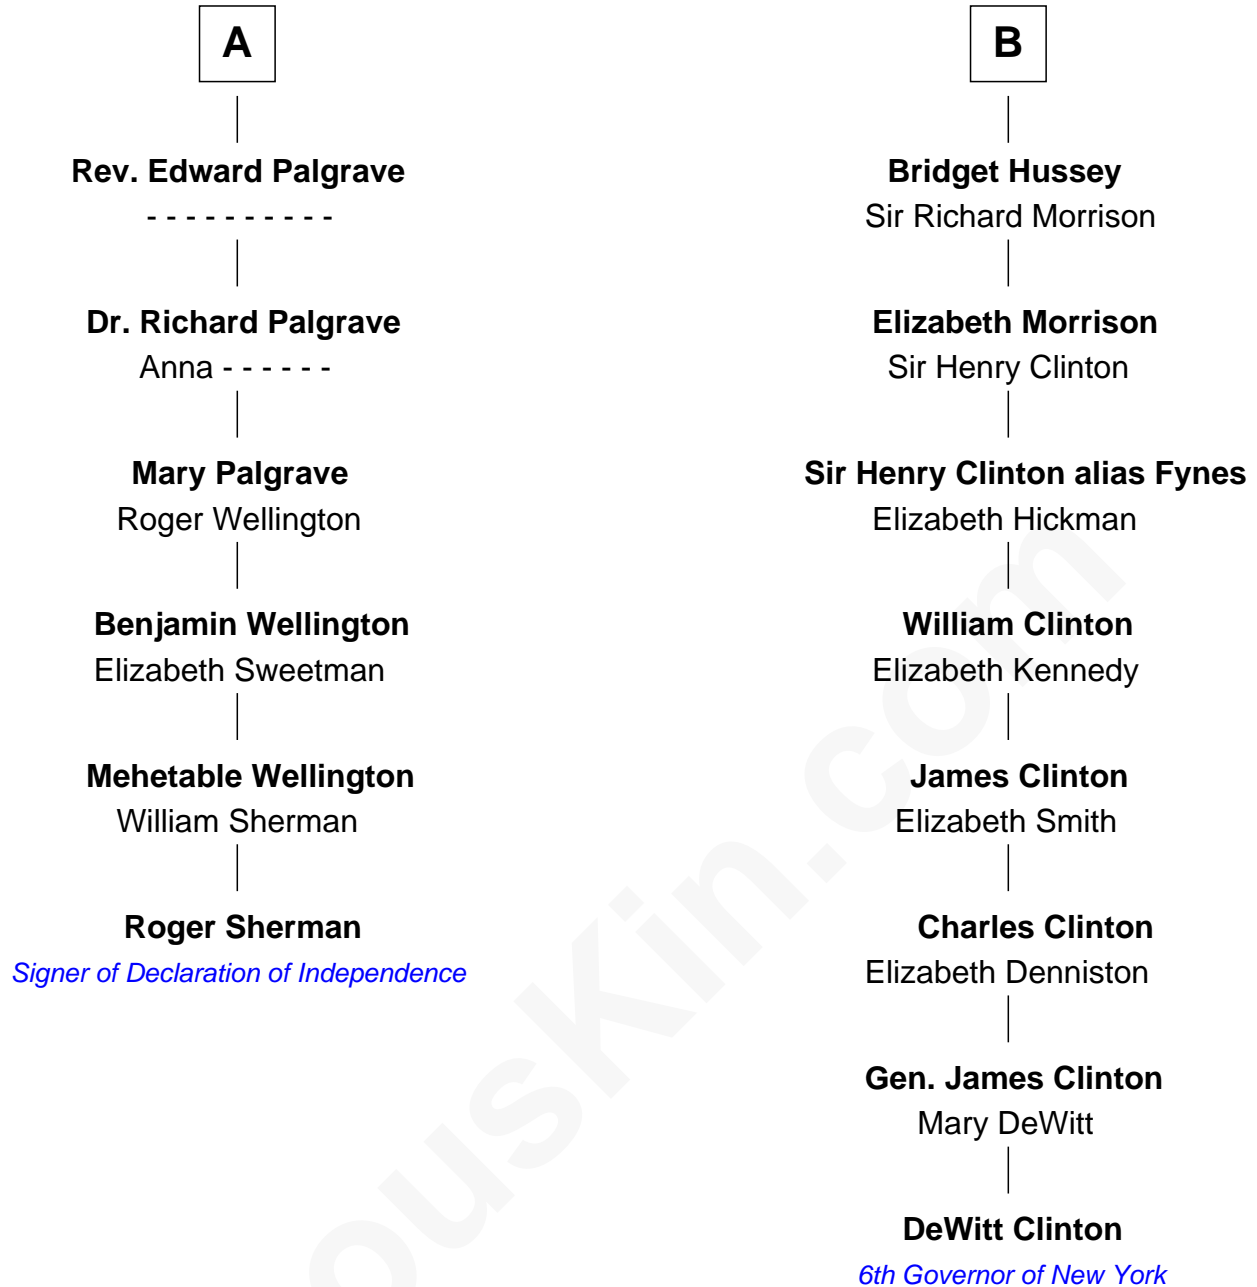 A
Rev. Edward Palgrave
- - - - - - - - - -
Dr. Richard Palgrave
Anna - - - - - -
Mary Palgrave
Roger Wellington
Benjamin Wellington
Elizabeth Sweetman
Mehetable Wellington
William Sherman
Roger Sherman
Signer of Declaration of Independence
B
Bridget Hussey
Sir Richard Morrison
Elizabeth Morrison
Sir Henry Clinton
Sir Henry Clinton alias Fynes
Elizabeth Hickman
William Clinton
Elizabeth Kennedy
James Clinton
Elizabeth Smith
Charles Clinton
Elizabeth Denniston
Gen. James Clinton
Mary DeWitt
DeWitt Clinton
6th Governor of New York
ousKin.com